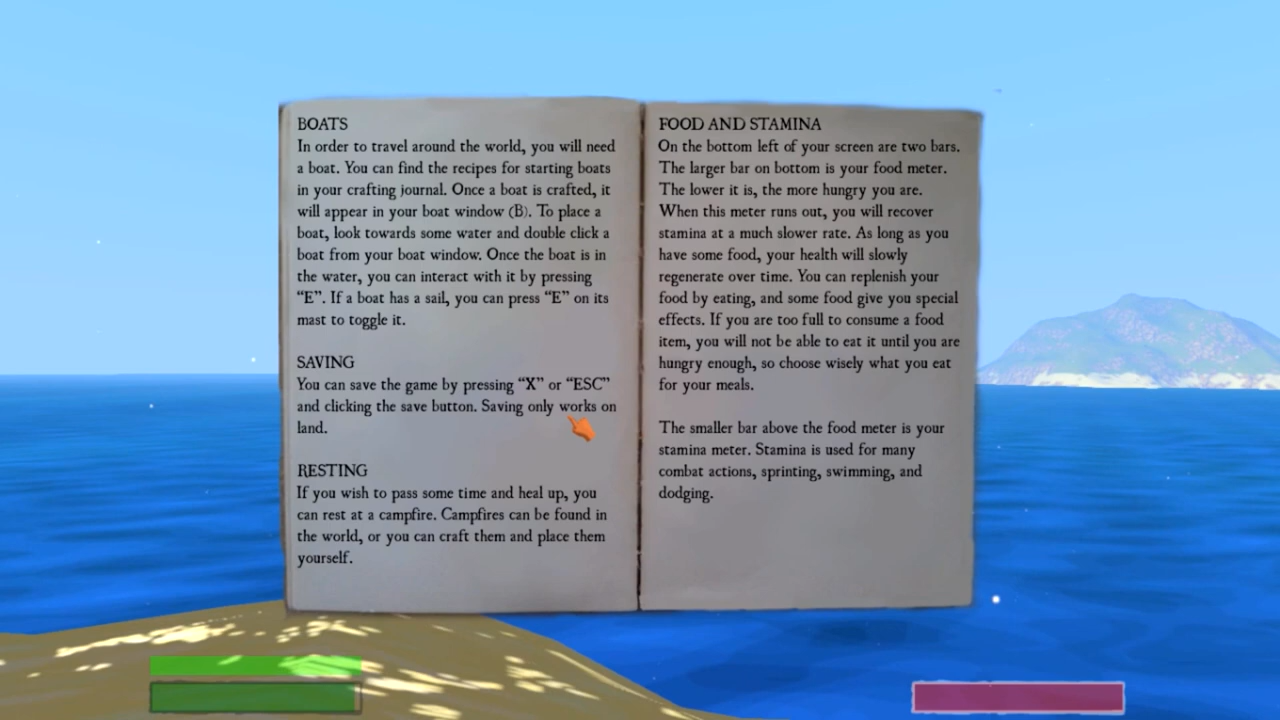 BOATS
In order to travel around the world, you will need
a boat. You can find the recipes for starting boats
in your crafting journal. Once a boat is crafted, it
will appear in your boat window (B). To place a
boat, look towards some water and double click a
boat from your boat window. Once the boat is in
the water, you can interact with it by pressing
“E”. If a boat has a sail, you can press “E” on its
mast to toggle it.
SAVING
You can save the game by pressing “X” or “ESC”
and clicking the save button. Saving only works on
land.
RESTING
If you wish to pass some time and heal up, you
can rest at a campfire. Campfires can be found in
the world, or you can craft them and place them
yourself.
FOOD AND STAMINA
On the bottom left of your screen are two bars.
The larger bar on bottom is your food meter.
The lower it is, the more hungry you are.
When this meter runs out, you will recover
stamina at a much slower rate. As long as you
have some food, your health will slowly
regenerate over time. You can replenish your
food by eating, and some food give you special
effects. If you are too full to consume a food
item, you will not be able to eat it until you are
hungry enough, so choose wisely what you eat
for your meals.
The smaller bar above the food meter is your
stamina meter. Stamina is used for many
combat actions, sprinting, swimming, and
dodging.